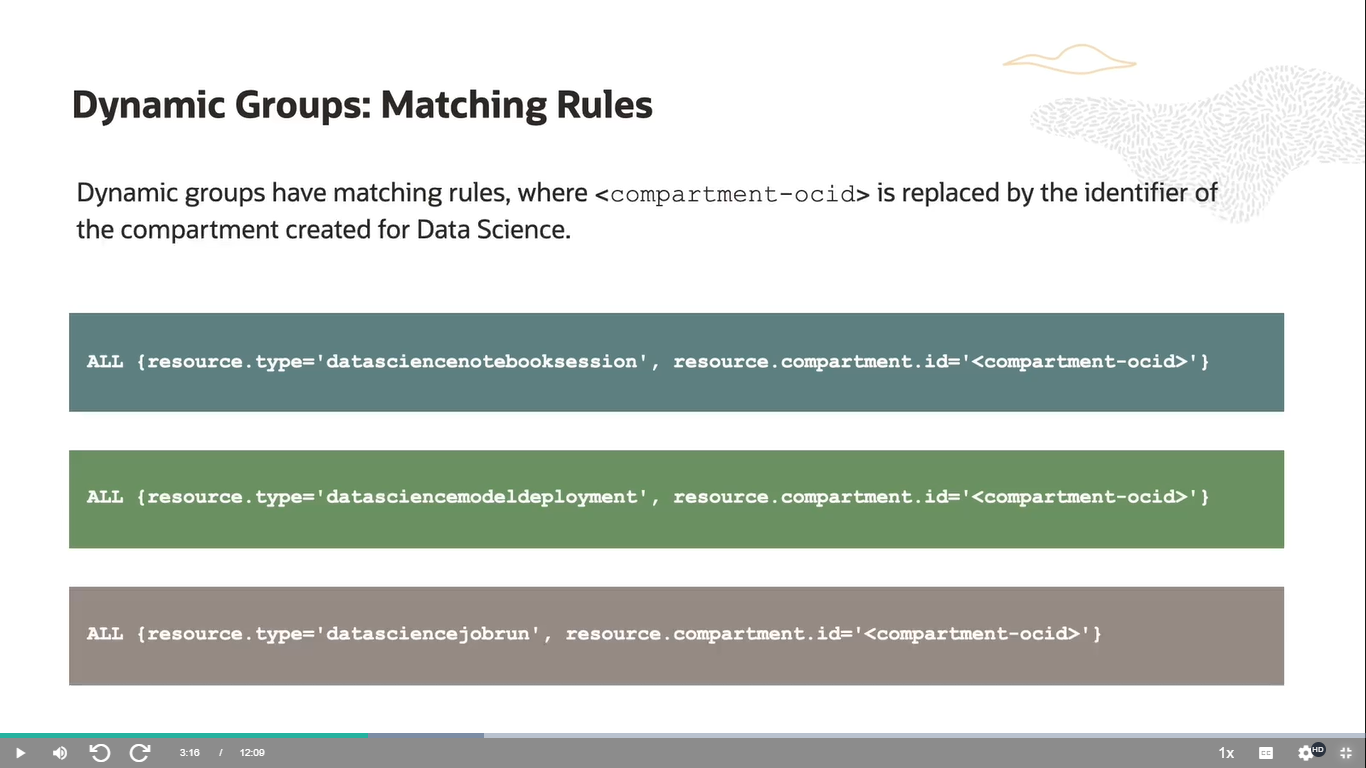 Dynamic Groups: Matching Rules
Dynamic groups have matching rules, where <compartment-ocid> is replaced by the identifier of
the compartment created for Data Science.
ALL {resource.type='datasciencenotebooksession', resource.compartment.id='<compartment-ocid>'}
ALL {resource.type='datasciencemodeldeployment', resource.compartment.id='<compartment-ocid>'}
ALL {resource.type='datasciencejobrun', resource.compartment.id='<compartment-ocid>'}
3:16 / 12:09 1x CC HD